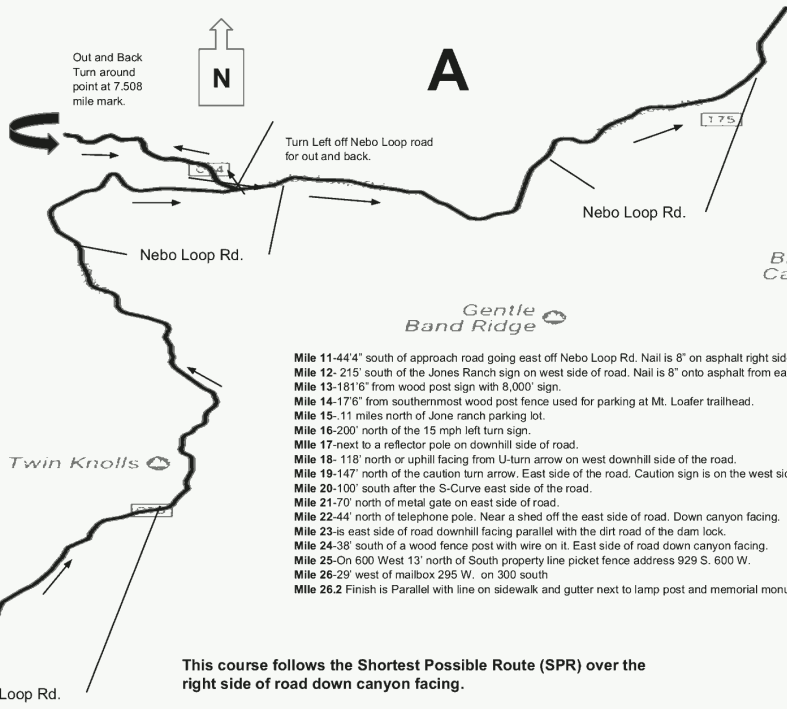 Out and Back
Turn around
point at 7.508
mile mark.
N
A
Turn Left off Nebo Loop road
for out and back.
175
Nebo Loop Rd.
Nebo Loop Rd.
Gentle
Band Ridge
Mile 11-44'4" south of approach road going east off Nebo Loop Rd. Nail is 8" on asphalt right
Mile 12- 215' south of the Jones Ranch sign on west side of road. Nail is 8" onto asphalt from
Mile 13-181'6" from wood post sign with 8,000' sign.
Mile 14-17'6" from southernmost wood post fence used for parking at Mt. Loafer trailhead.
Mile 15-.11 miles north of Jone ranch parking lot.
Mile 16-200' north of the 15 mph left turn sign.
MIle 17-next to a reflector pole on downhill side of road.
Mile 18- 118' north or uphill facing from U-turn arrow on west downhill side of the road.
Mile 19-147' north of the caution turn arrow. East side of the road. Caution sign is on the west
Mile 20-100' south after the S-Curve east side of the road.
Mile 21-70' north of metal gate on east side of road.
Mile 22-44' north of telephone pole. Near a shed off the east side of road. Down canyon facing.
Mile 23-is east side of road downhill facing parallel with the dirt road of the dam lock.
Mile 24-38' south of a wood fence post with wire on it. East side of road down canyon facing.
Mile 25-On 600 West 13' north of South property line picket fence address 929 S. 600 W.
Mile 26-29' west of mailbox 295 W. on 300 south
MIle 26.2 Finish is Parallel with line on sidewalk and gutter next to lamp post and memorial
Twin Knolls
Loop Rd.
This course follows the Shortest Possible Route (SPR) over the
right side of road down canyon facing.